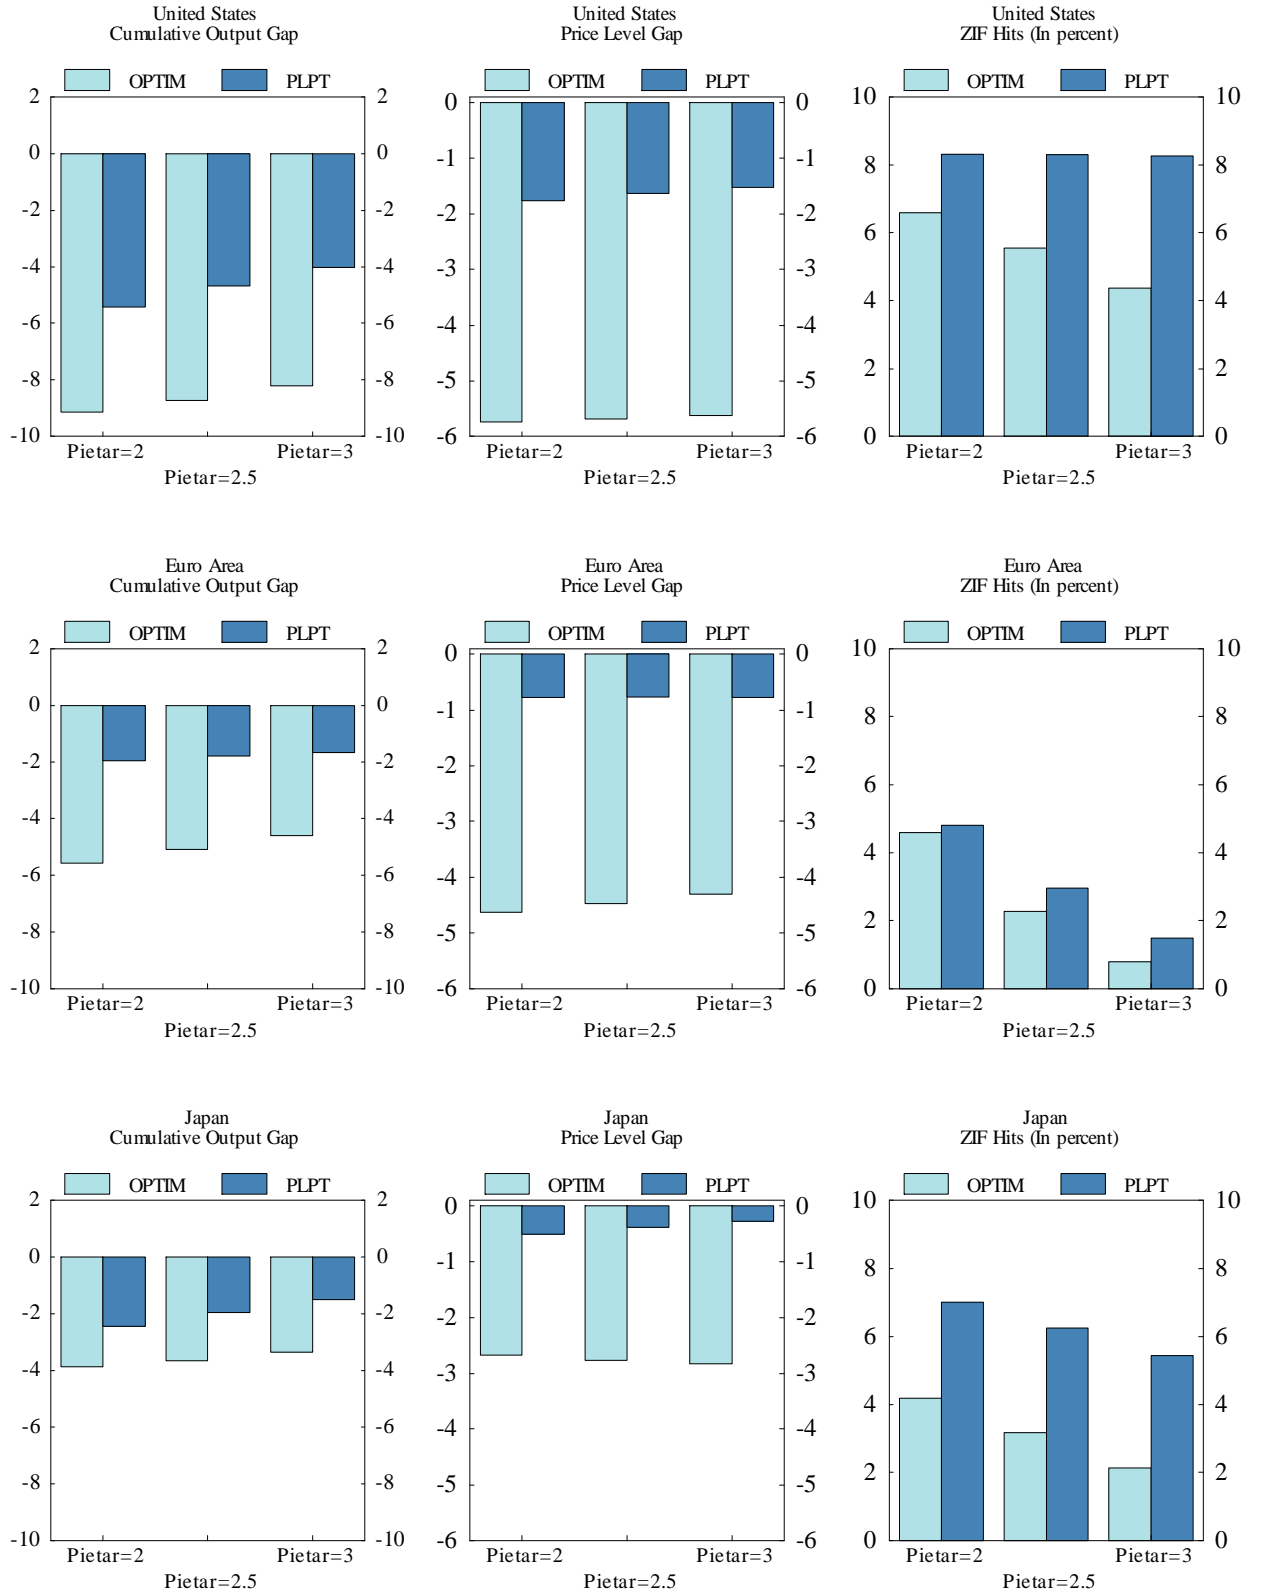 United States
Cumulative Output Gap
OPTIM PLPT
2 2
0 0
-2 -2
-4 -4
-6 -6
-8 -8
-10 -10
Pietar=2 Pietar=3
Pietar=2.5
United States
Price Level Gap
OPTIM PLPT
0 0
-1 -1
-2 -2
-3 -3
-4 -4
-5 -5
-6 -6
Pietar=2 Pietar=3
Pietar=2.5
United States
ZIF Hits (In percent)
OPTIM PLPT
10 10
8 8
6 6
4 4
2 2
0 0
Pietar=2 Pietar=3
Pietar=2.5
Euro Area
Cumulative Output Gap
OPTIM PLPT
2 2
0 0
-2 -2
-4 -4
-6 -6
-8 -8
-10 -10
Pietar=2 Pietar=3
Pietar=2.5
Euro Area
Price Level Gap
OPTIM PLPT
0 0
-1 -1
-2 -2
-3 -3
-4 -4
-5 -5
-6 -6
Pietar=2 Pietar=3
Pietar=2.5
Euro Area
ZIF Hits (In percent)
OPTIM PLPT
10 10
8 8
6 6
4 4
2 2
0 0
Pietar=2 Pietar=3
Pietar=2.5
Japan
Cumulative Output Gap
OPTIM PLPT
2 2
0 0
-2 -2
-4 -4
-6 -6
-8 -8
-10 -10
Pietar=2 Pietar=3
Pietar=2.5
Japan
Price Level Gap
OPTIM PLPT
0 0
-1 -1
-2 -2
-3 -3
-4 -4
-5 -5
-6 -6
Pietar=2 Pietar=3
Pietar=2.5
Japan
ZIF Hits (In percent)
OPTIM PLPT
10 10
8 8
6 6
4 4
2 2
0 0
Pietar=2 Pietar=3
Pietar=2.5